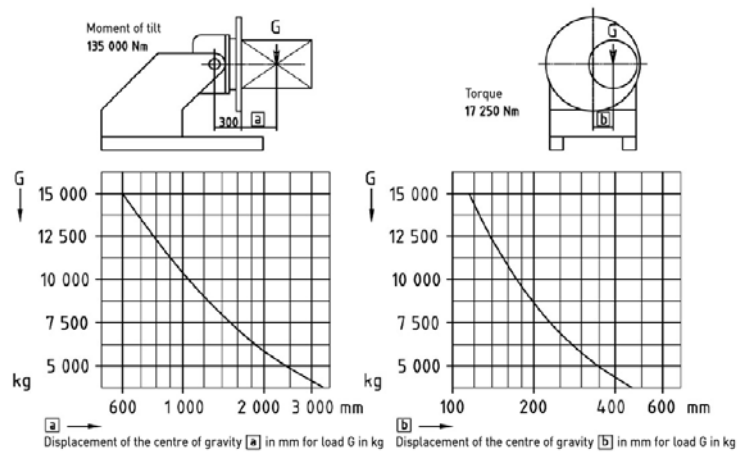 Moment of tilt
135 000 Nm
G
300 a
G
Torque
17 250 Nm
b
G
15 000
12 500
10 000
7 500
5 000
kg
600 1 000 2 000 3 000 mm
a
Displacement of the centre of gravity a in mm for load G in kg
G
15 000
12 500
10 000
7 500
5 000
kg
100 200 400 600 mm
b
Displacement of the centre of gravity b in mm for load G in kg